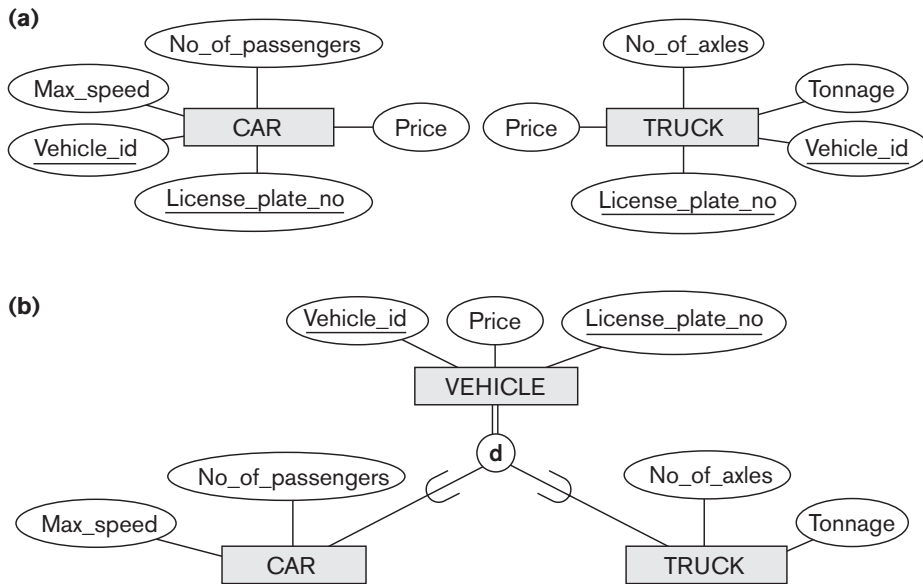 (a)
No_of_passengers
No_of_axles
Max_speed
Tonnage
CAR
Price
Price
TRUCK
Vehicle_id
Vehicle_id
License_plate_no
License_plate_no
(b)
Vehicle_id
Price
License_plate_no
VEHICLE
d
No_of_passengers
No_of_axles
Max_speed
Tonnage
CAR
TRUCK